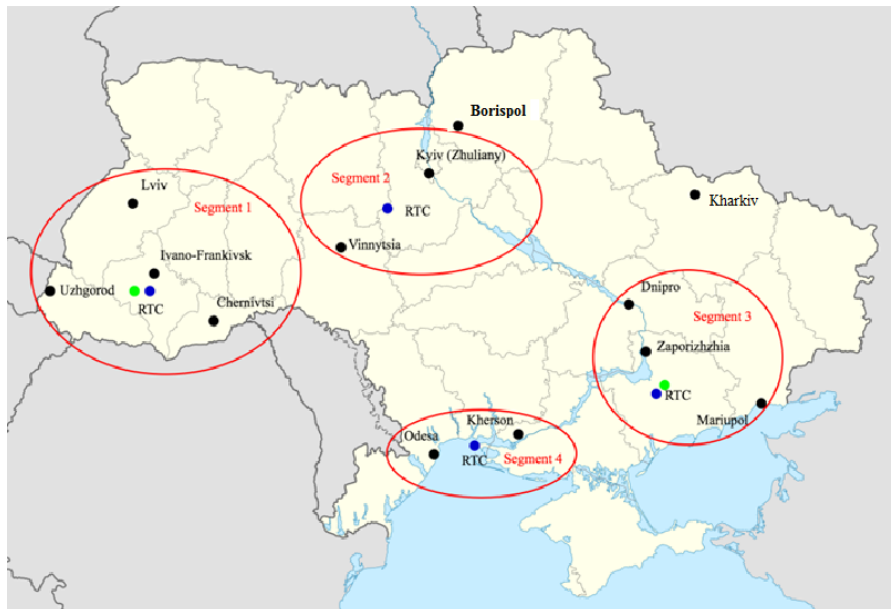 Borispol
Kyiv (Zhuliany)
Segment 2
RTC
Vinnytsia
Lviv
Segment 1
Ivano-Frankivsk
Uzhgorod
RTC
Chernivtsi
Kharkiv
Dnipro
Segment 3
Zaporizhzhia
RTC
Mariupol
Kherson
Odesa
RTC
Segment 4